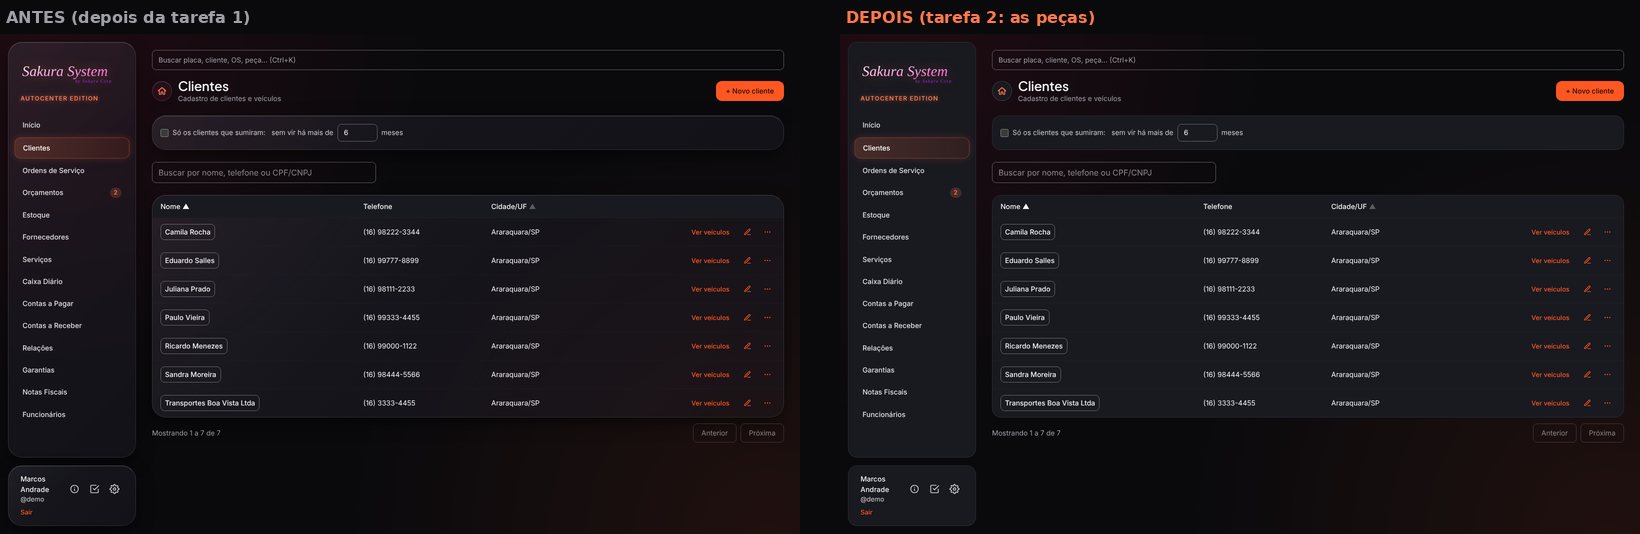 ANTES (depois da tarefa 1)
Sakura System
by Sakura Corp
AUTOCENTER EDITION
Início
Clientes
Ordens de Serviço
Orçamentos 2
Estoque
Fornecedores
Serviços
Caixa Diário
Contas a Pagar
Contas a Receber
Relações
Garantias
Notas Fiscais
Funcionários
Marcos
Andrade
@demo
Sair
Buscar placa, cliente, OS, peça... (Ctrl+K)
Clientes
Cadastro de clientes e veículos
+ Novo cliente
Só os clientes que sumiram: sem vir há mais de 6 meses
Buscar por nome, telefone ou CPF/CNPJ
Nome ▲ Telefone Cidade/UF ▲
Camila Rocha (16) 98222-3344 Araraquara/SP Ver veículos ...
Eduardo Salles (16) 99777-8899 Araraquara/SP Ver veículos ...
Juliana Prado (16) 98111-2233 Araraquara/SP Ver veículos ...
Paulo Vieira (16) 99333-4455 Araraquara/SP Ver veículos ...
Ricardo Menezes (16) 99000-1122 Araraquara/SP Ver veículos ...
Sandra Moreira (16) 98444-5566 Araraquara/SP Ver veículos ...
Transportes Boa Vista Ltda (16) 3333-4455 Araraquara/SP Ver veículos ...
Mostrando 1 a 7 de 7 Anterior Próxima
DEPOIS (tarefa 2: as peças)
Sakura System
by Sakura Corp
AUTOCENTER EDITION
Início
Clientes
Ordens de Serviço
Orçamentos 2
Estoque
Fornecedores
Serviços
Caixa Diário
Contas a Pagar
Contas a Receber
Relações
Garantias
Notas Fiscais
Funcionários
Marcos
Andrade
@demo
Sair
Buscar placa, cliente, OS, peça... (Ctrl+K)
Clientes
Cadastro de clientes e veículos
+ Novo cliente
Só os clientes que sumiram: sem vir há mais de 6 meses
Buscar por nome, telefone ou CPF/CNPJ
Nome ▲ Telefone Cidade/UF ▲
Camila Rocha (16) 98222-3344 Araraquara/SP Ver veículos ...
Eduardo Salles (16) 99777-8899 Araraquara/SP Ver veículos ...
Juliana Prado (16) 98111-2233 Araraquara/SP Ver veículos ...
Paulo Vieira (16) 99333-4455 Araraquara/SP Ver veículos ...
Ricardo Menezes (16) 99000-1122 Araraquara/SP Ver veículos ...
Sandra Moreira (16) 98444-5566 Araraquara/SP Ver veículos ...
Transportes Boa Vista Ltda (16) 3333-4455 Araraquara/SP Ver veículos ...
Mostrando 1 a 7 de 7 Anterior Próxima